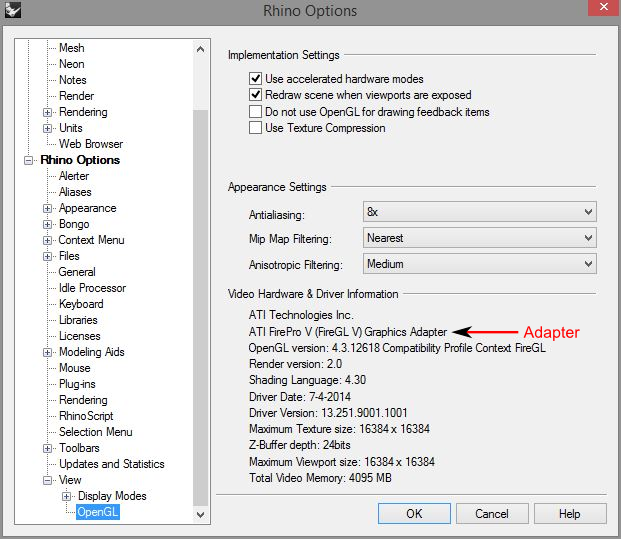 Rhino Options
Mesh
Neon
Notes
Render
Rendering
Units
Web Browser
Rhino Options
Alerter
Aliases
Appearance
Bongo
Context Menu
Files
General
Idle Processor
Keyboard
Libraries
Licenses
Modeling Aids
Mouse
Plug-ins
Rendering
RhinoScript
Selection Menu
Toolbars
Updates and Statistics
View
Display Modes
OpenGL
Implementation Settings
Use accelerated hardware modes
Redraw scene when viewports are exposed
Do not use OpenGL for drawing feedback items
Use Texture Compression
Appearance Settings
Antialiasing: 8x
Mip Map Filtering: Nearest
Anisotropic Filtering: Medium
Video Hardware & Driver Information
ATI Technologies Inc.
ATI FirePro V (FireGL V) Graphics Adapter Adapter
OpenGL version: 4.3.12618 Compatibility Profile Context FireGL
Render version: 2.0
Shading Language: 4.30
Driver Date: 7-4-2014
Driver Version: 13.251.9001.1001
Maximum Texture size: 16384 x 16384
Z-Buffer depth: 24bits
Maximum Viewport size: 16384 x 16384
Total Video Memory: 4095 MB
OK Cancel Help